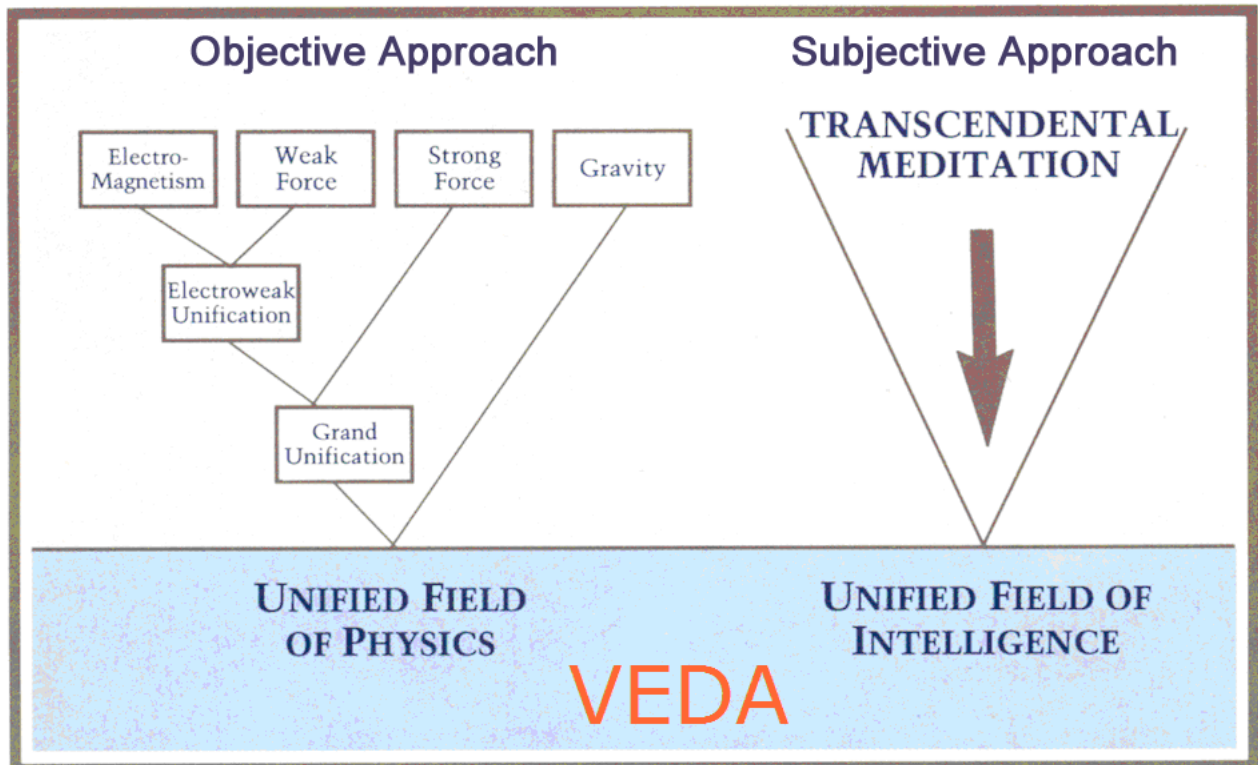 Objective Approach
Subjective Approach
Electro-
Magnetism
Weak
Force
Strong
Force
Gravity
TRANSCENDENTAL
MEDITATION
Electroweak
Unification
Grand
Unification
UNIFIED FIELD
OF PHYSICS
UNIFIED FIELD OF
INTELLIGENCE
VEDA